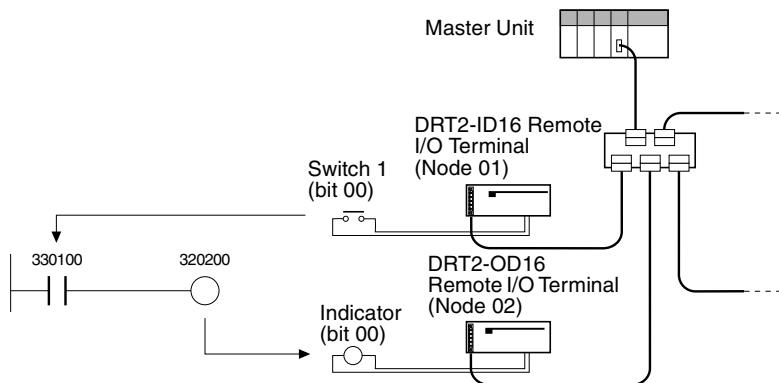 Master Unit
DRT2-ID16 Remote
I/O Terminal
(Node 01)
Switch 1
(bit 00)
330100
320200
DRT2-OD16
Remote I/O Terminal
(Node 02)
Indicator
(bit 00)